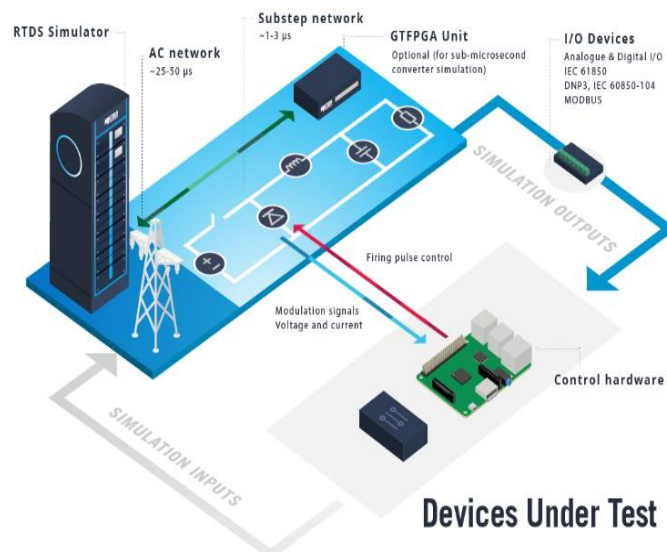 RTDS Simulator
AC network
~25-50 µs
Substep network
~1-3 µs
GTFPGA Unit
Optional (for sub-microsecond
converter simulation)
I/O Devices
Analogue & Digital I/O
IEC 61850
DNP3, IEC 60850-104
MODBUS
SIMULATION OUTPUTS
Firing pulse control
Modulation signals
Voltage and current
Control hardware
SIMULATION INPUTS
Devices Under Test